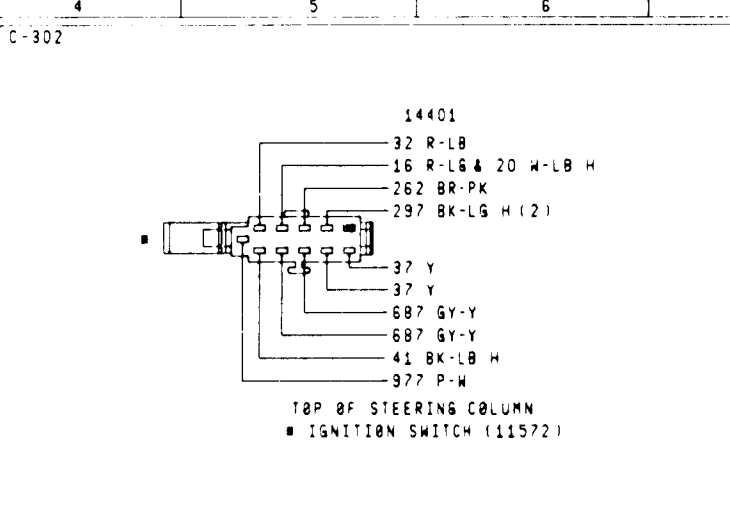 4 5 6
C-302
14401
32 R-LB
16 R-LG & 20 W-LB H
262 BR-PK
297 BK-LG H (2)
37 Y
37 Y
687 GY-Y
687 GY-Y
41 BK-LB H
977 P-W
TOP OF STEERING COLUMN
■ IGNITION SWITCH (11572)